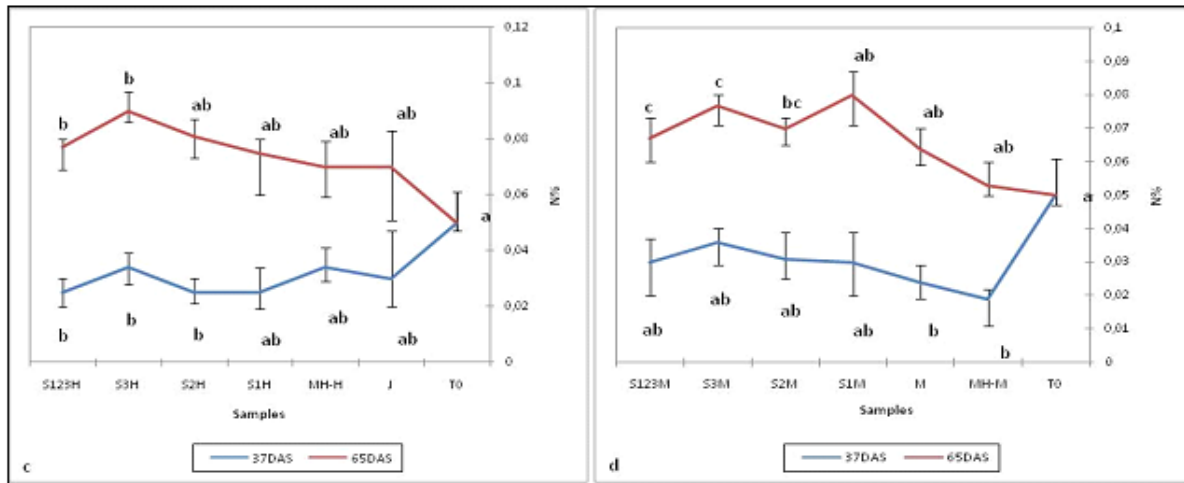 0,12
b
b
ab
ab
ab
ab
0,1
0,08
0,06
a
0,04
0,02
0
N%
b
b
b
ab
ab
ab
S123H S3H S2H S1H MH-H J T0
Samples
37DAS 65DAS
c
0,1
c
c
bc
ab
ab
ab
0,09
0,08
0,07
0,06
0,05
a
0,04
0,03
0,02
0,01
0
N%
ab
ab
ab
ab
b
b
S123M S3M S2M S1M M MH-M T0
Samples
37DAS 65DAS
d